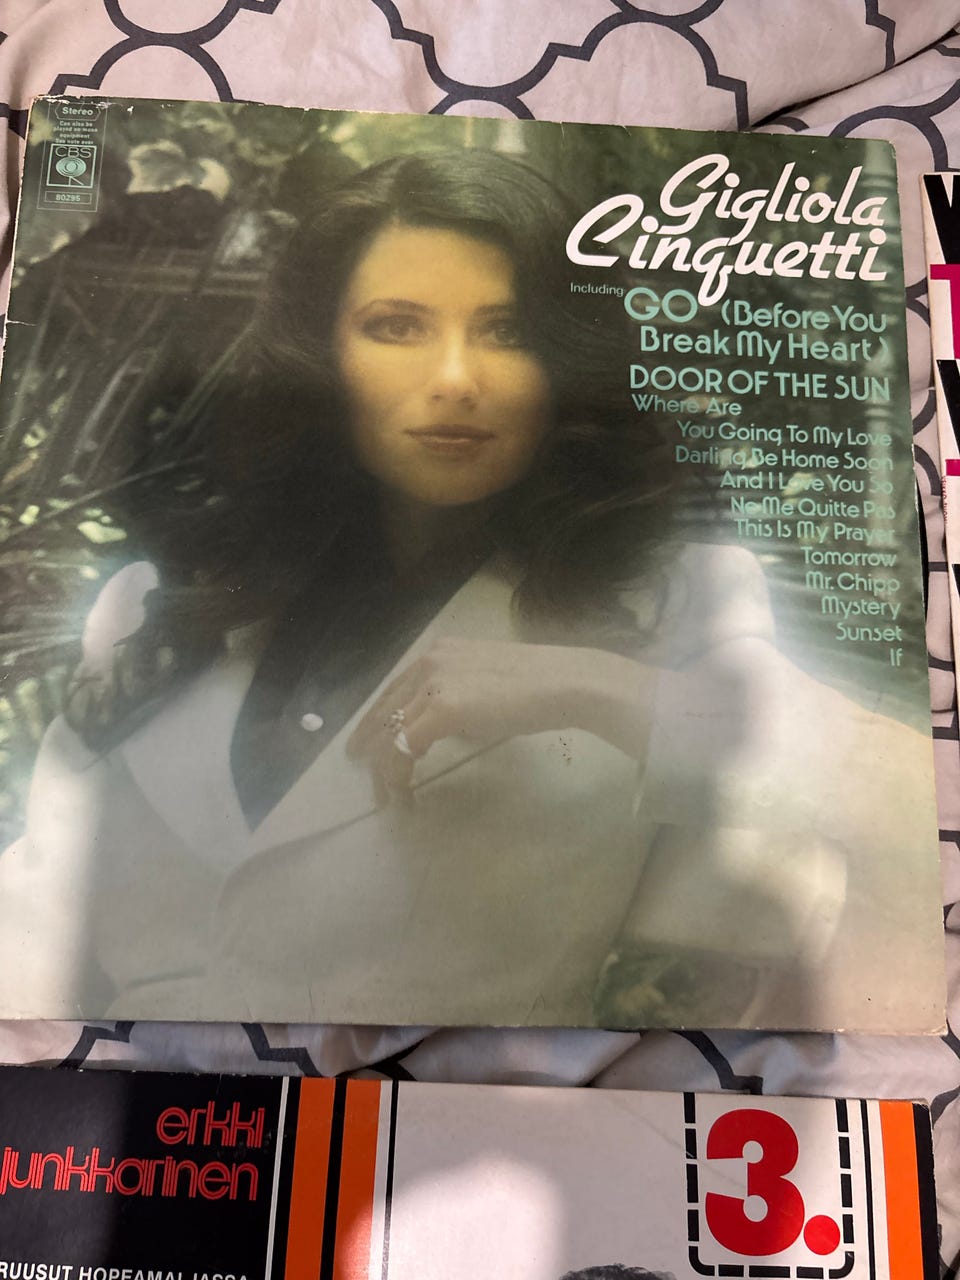 Stereo
Can also be
played on mono
equipment
See note over
CBS
80295
Gigliola
Cinquetti
Including GO (Before You
Break My Heart)
DOOR OF THE SUN
Where Are
You Going To My Love
Darling Be Home Soon
And I Love You So
Ne Me Quitte Pas
This Is My Prayer
Tomorrow
Mr. Chipp
Mystery
Sunset
If
erkki
junkkarinen
3.
RUUSUT HOPEAMALJASSA